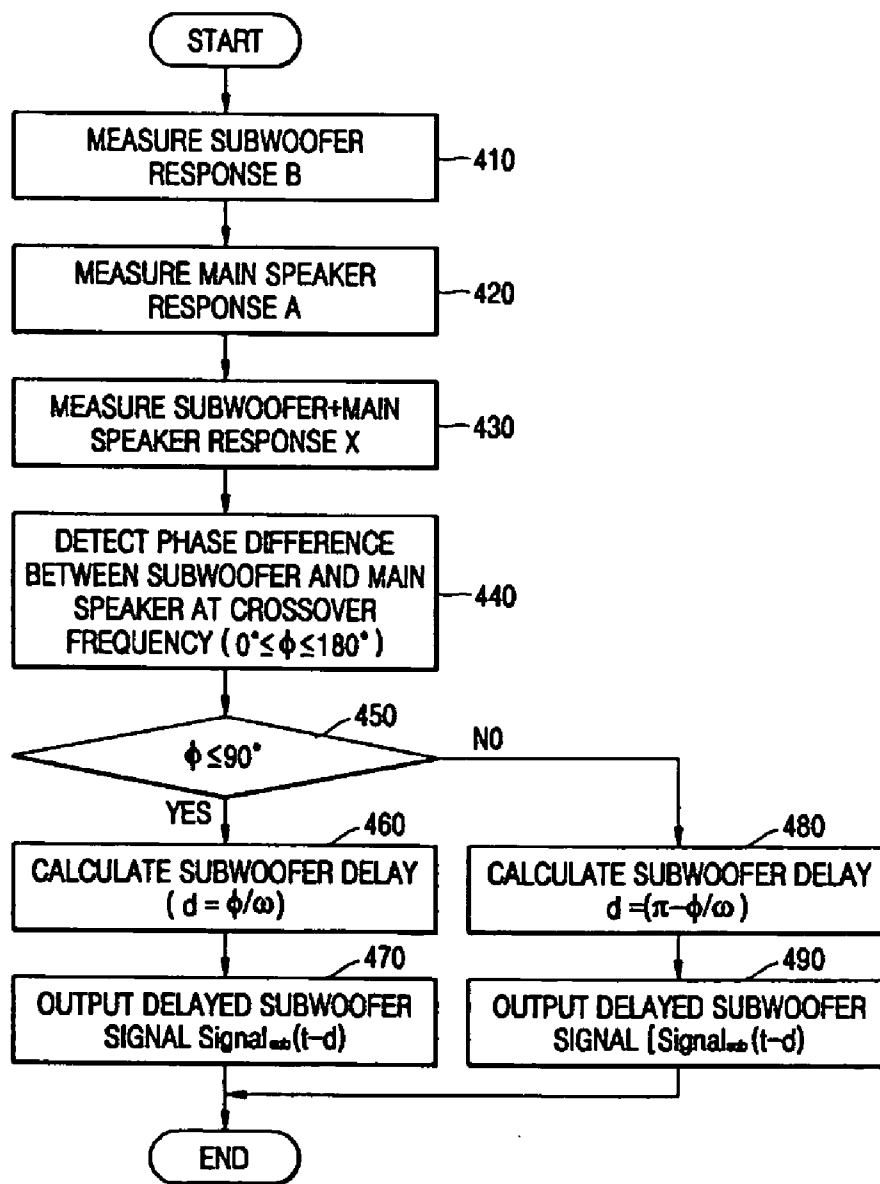 START
MEASURE SUBWOOFER
RESPONSE B
410
MEASURE MAIN SPEAKER
RESPONSE A
420
MEASURE SUBWOOFER+MAIN
SPEAKER RESPONSE X
430
DETECT PHASE DIFFERENCE
BETWEEN SUBWOOFER AND MAIN
SPEAKER AT CROSSOVER
FREQUENCY ( 0°≤ϕ≤180° )
440
450
ϕ≤90°
NO
YES
460
CALCULATE SUBWOOFER DELAY
( d = ϕ/ω)
480
CALCULATE SUBWOOFER DELAY
d =(π-ϕ/ω)
470
OUTPUT DELAYED SUBWOOFER
SIGNAL Signal_sub(t-d)
490
OUTPUT DELAYED SUBWOOFER
SIGNAL [Signal_sub(t-d)
END